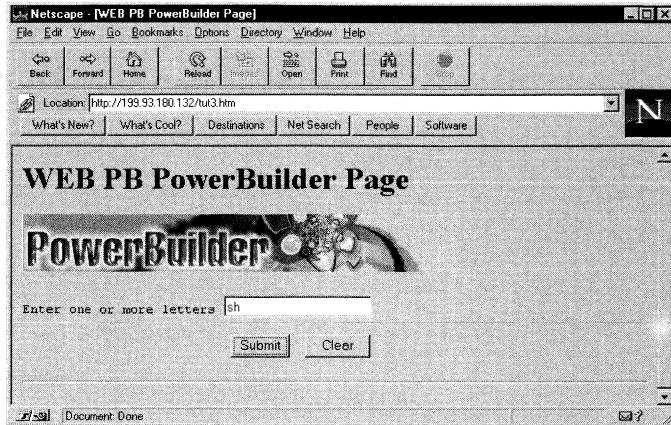 Netscape - [WEB PB PowerBuilder Page]
File Edit View Go Bookmarks Options Directory Window Help
Back Forward Home Reload Images Open Print Find Stop
Location: http://199.93.180.132/tut3.htm
What's New? What's Cool? Destinations Net Search People Software
N
WEB PB PowerBuilder Page
PowerBuilder
Enter one or more letters sh
Submit Clear
Document: Done